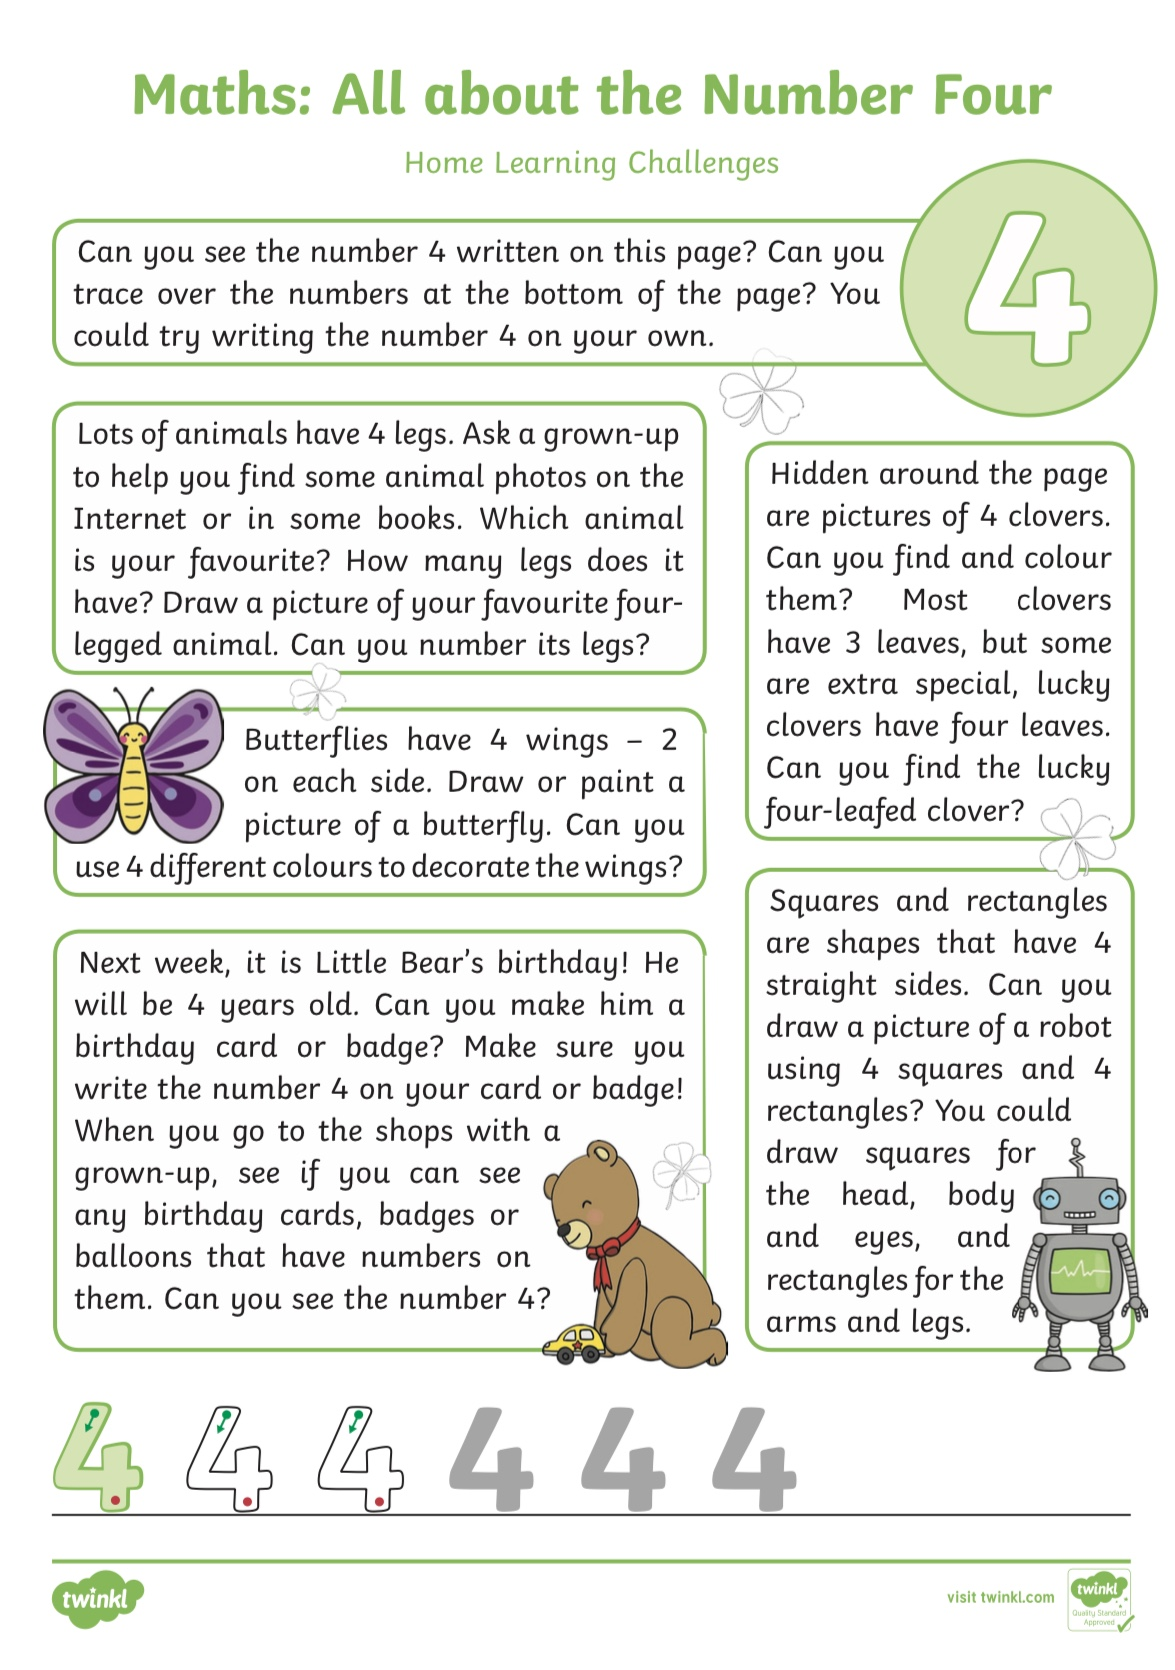 Maths: All about the Number Four
Home Learning Challenges
4
Can you see the number 4 written on this page? Can you
trace over the numbers at the bottom of the page? You
could try writing the number 4 on your own.
Lots of animals have 4 legs. Ask a grown-up
to help you find some animal photos on the
Internet or in some books. Which animal
is your favourite? How many legs does it
have? Draw a picture of your favourite four-
legged animal. Can you number its legs?
Butterflies have 4 wings – 2
on each side. Draw or paint a
picture of a butterfly. Can you
use 4 different colours to decorate the wings?
Next week, it is Little Bear’s birthday! He
will be 4 years old. Can you make him a
birthday card or badge? Make sure you
write the number 4 on your card or badge!
When you go to the shops with a
grown-up, see if you can see
any birthday cards, badges or
balloons that have numbers on
them. Can you see the number 4?
Hidden around the page
are pictures of 4 clovers.
Can you find and colour
them? Most clovers
have 3 leaves, but some
are extra special, lucky
clovers have four leaves.
Can you find the lucky
four-leafed clover?
Squares and rectangles
are shapes that have 4
straight sides. Can you
draw a picture of a robot
using 4 squares and 4
rectangles? You could
draw squares for
the head, body
and eyes, and
rectangles for the
arms and legs.
4 4 4 4 4 4
twinkl
visit twinkl.com
twinkl
Quality Standard
Approved